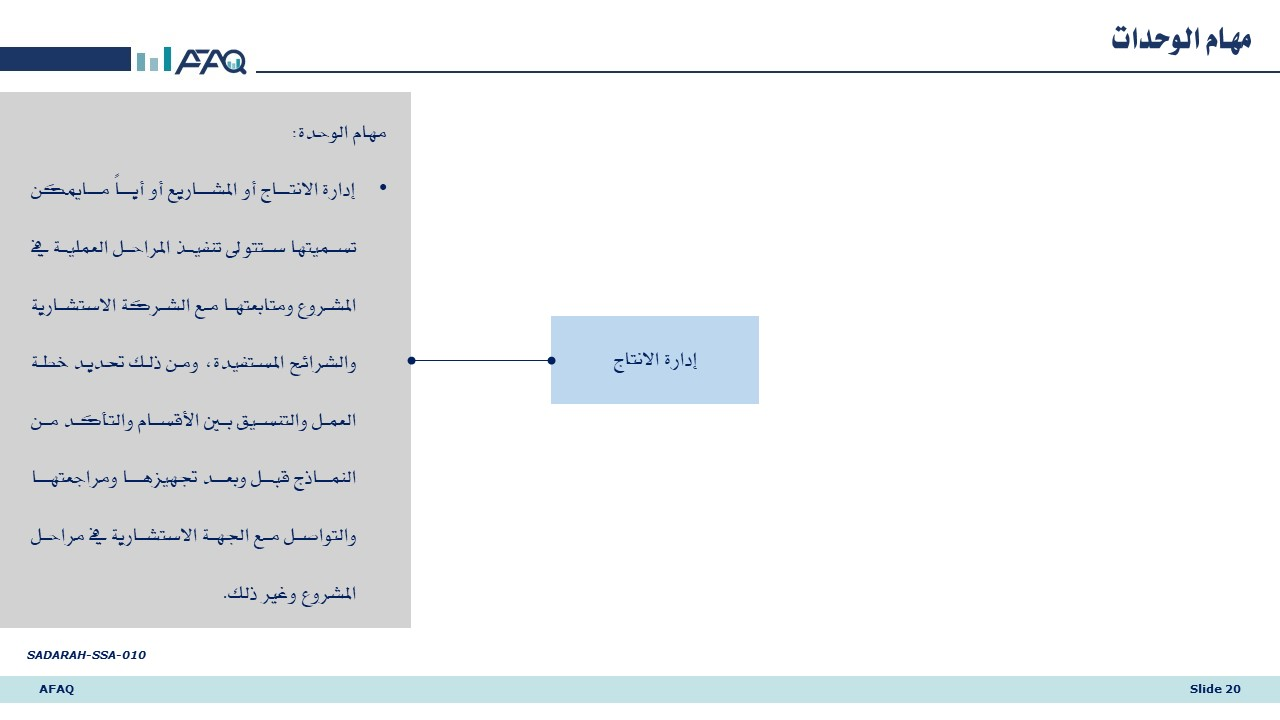 مهام الوحدات
AFAQ
مهام الوحدة:
• إدارة الانتاج أو المشاريع أو أياً مايمكن
تسميتها ستتولى تنفيذ المراحل العملية في
المشروع ومتابعتها مع الشركة الاستشارية
والشرائح المستفيدة، ومن ذلك تحديد خطة
العمل والتنسيق بين الأقسام والتأكد من
النماذج قبل وبعد تجهيزها ومراجعتها
والتواصل مع الجهة الاستشارية في مراحل
المشروع وغير ذلك.
إدارة الانتاج
SADARAH-SSA-010
AFAQ
Slide 20